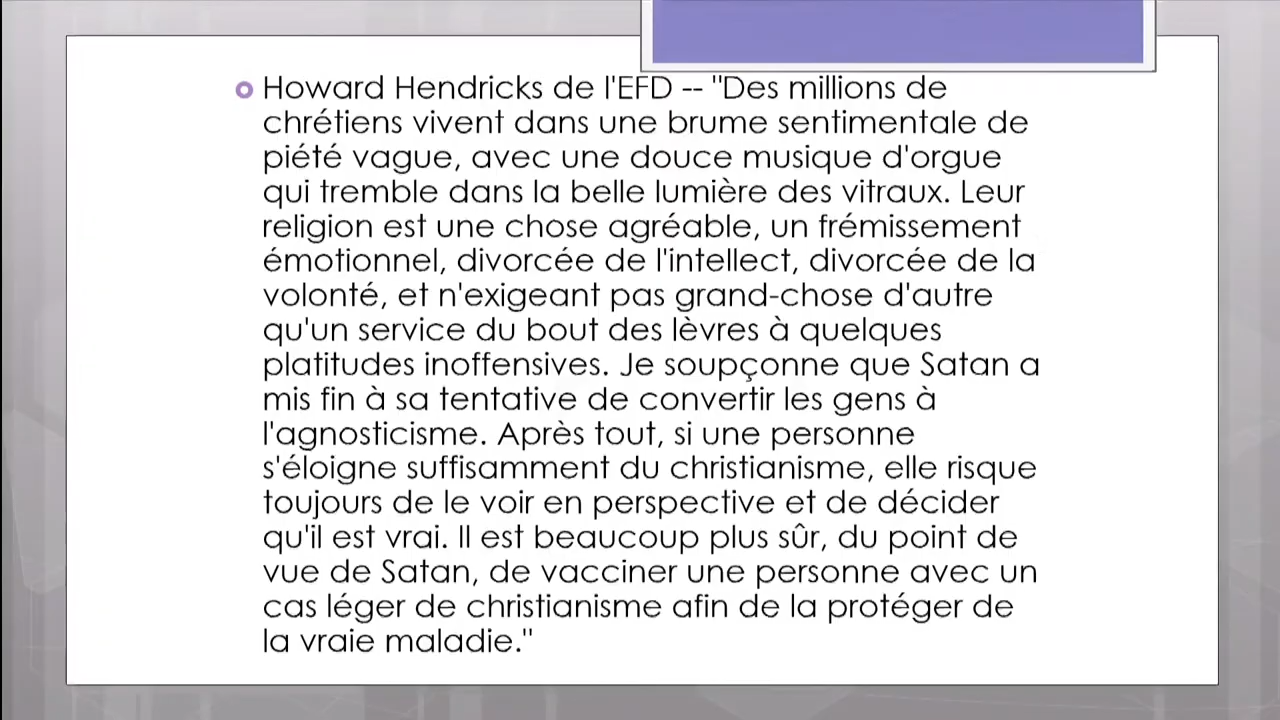 Howard Hendricks de l'EFD -- "Des millions de
chrétiens vivent dans une brume sentimentale de
piété vague, avec une douce musique d'orgue
qui tremble dans la belle lumière des vitraux. Leur
religion est une chose agréable, un frémissement
émotionnel, divorcée de l'intellect, divorcée de la
volonté, et n'exigeant pas grand-chose d'autre
qu'un service du bout des lèvres à quelques
platitudes inoffensives. Je soupçonne que Satan a
mis fin à sa tentative de convertir les gens à
l'agnosticisme. Après tout, si une personne
s'éloigne suffisamment du christianisme, elle risque
toujours de le voir en perspective et de décider
qu'il est vrai. Il est beaucoup plus sûr, du point de
vue de Satan, de vacciner une personne avec un
cas léger de christianisme afin de la protéger de
la vraie maladie."